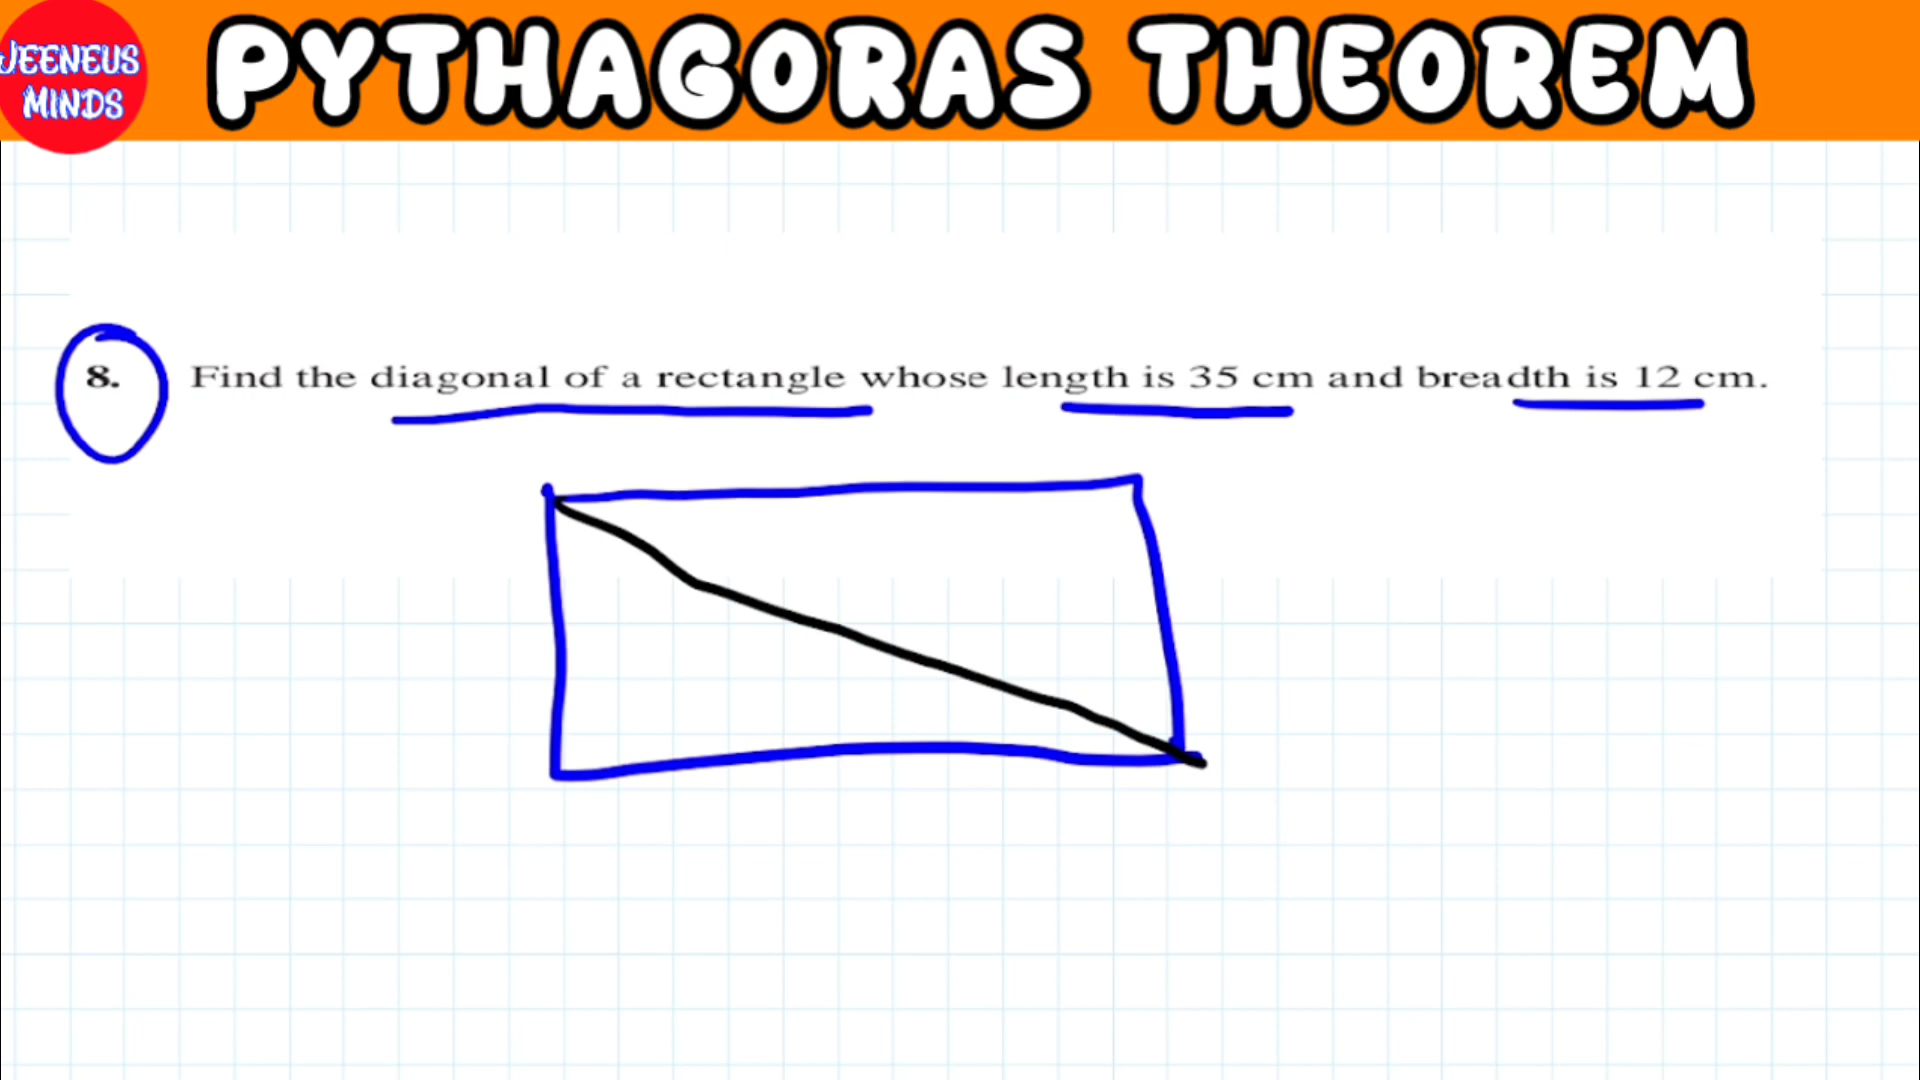 JEENEUS
MINDS
PYTHAGORAS THEOREM
8. Find the diagonal of a rectangle whose length is 35 cm and breadth is 12 cm.